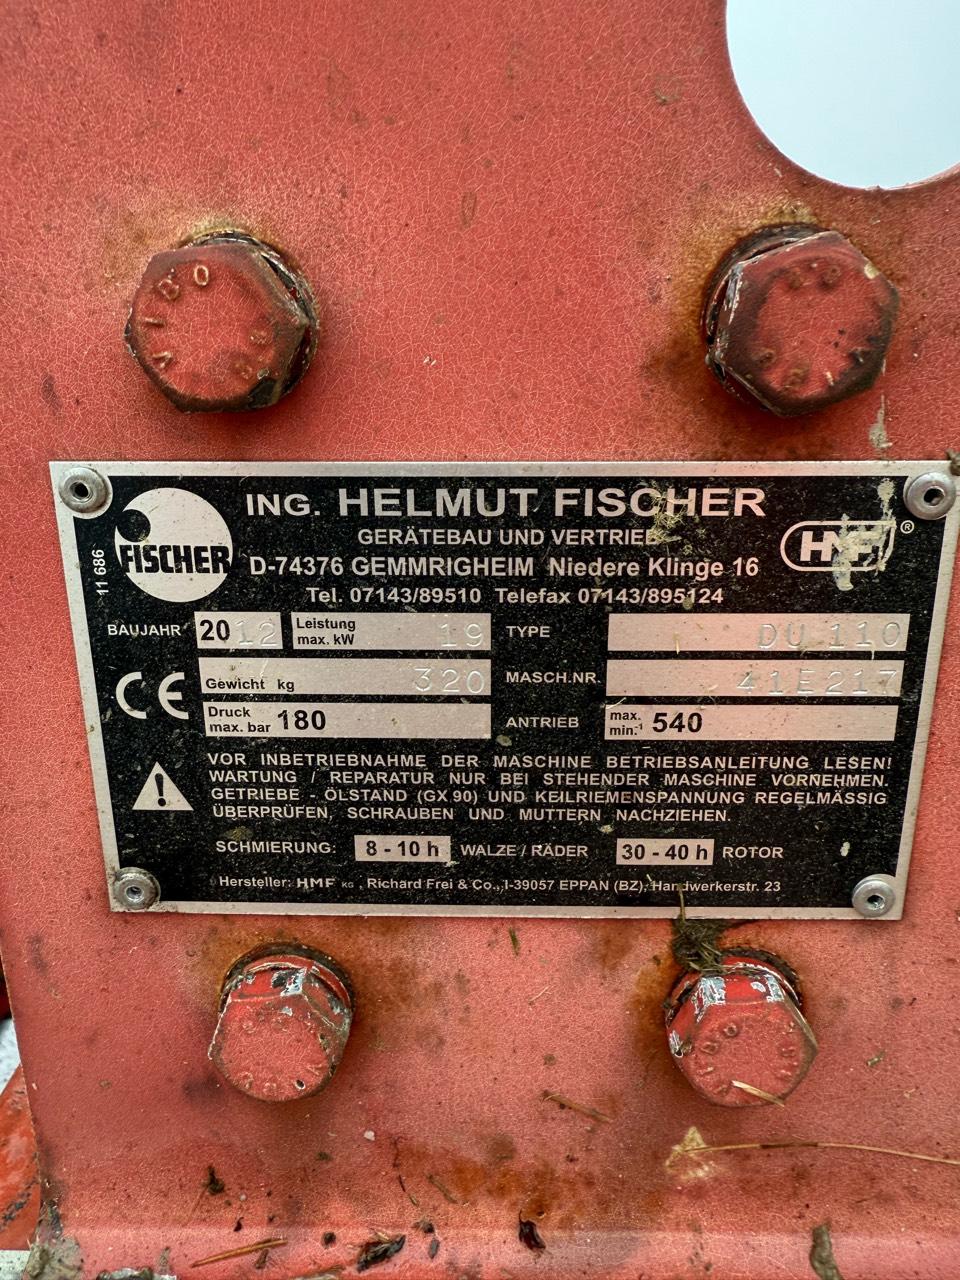 ING. HELMUT FISCHER
GERÄTEBAU UND VERTRIEB
D-74376 GEMMRIGHEIM Niedere Klinge 16
Tel. 07143/89510 Telefax 07143/895124
FISCHER
HMF ®
11 686
BAUJAHR 2012 Leistung max. kW 19 TYPE DU 110
CE Gewicht kg 320 MASCH.NR. 41E217
Druck max. bar 180 ANTRIEB max. min.-1 540
VOR INBETRIEBNAHME DER MASCHINE BETRIEBSANLEITUNG LESEN!
WARTUNG / REPARATUR NUR BEI STEHENDER MASCHINE VORNEHMEN.
GETRIEBE - ÖLSTAND (GX 90) UND KEILRIEMENSPANNUNG REGELMÄSSIG
ÜBERPRÜFEN, SCHRAUBEN UND MUTTERN NACHZIEHEN.
SCHMIERUNG: 8 - 10 h WALZE / RÄDER 30 - 40 h ROTOR
Hersteller: HMF KG . Richard Frei & Co., I-39057 EPPAN (BZ), Handwerkerstr. 23